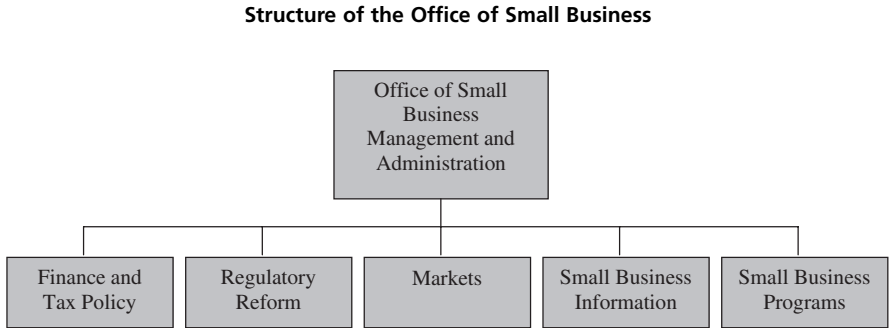 Structure of the Office of Small Business
Office of Small
Business
Management and
Administration
Finance and
Tax Policy
Regulatory
Reform
Markets
Small Business
Information
Small Business
Programs